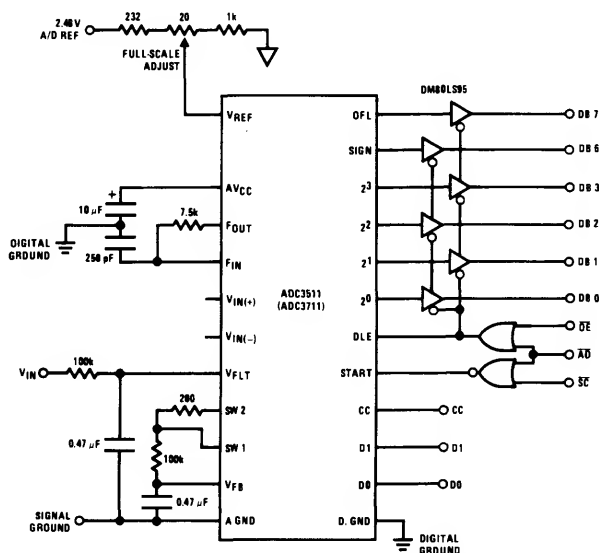 2.48 V
A/D REF
232
20
1k
FULL-SCALE
ADJUST
DM80LS95
VREF
OFL
DB 7
SIGN
DB 6
AVCC
2³
DB 3
+
10 µF
7.5k
FOUT
2²
DB 2
DIGITAL
GROUND
250 pF
FIN
2¹
DB 1
ADC3511
(ADC3711)
VIN(+)
2⁰
DB 0
VIN(−)
DLE
OE
AD
VIN
100k
VFLT
START
SC
200
SW 2
CC
CC
0.47 µF
SW 1
D1
D1
100k
VFB
D0
D0
0.47 µF
SIGNAL
GROUND
A GND
D. GND
DIGITAL
GROUND